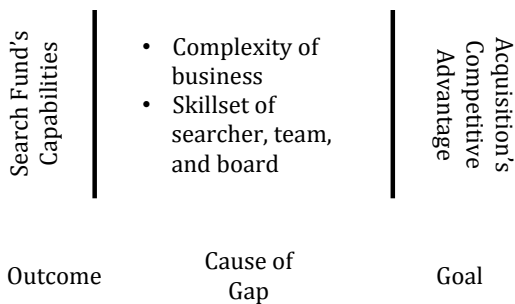 Search Fund's
Capabilities
• Complexity of
business
• Skillset of
searcher, team,
and board
Acquisition's
Competitive
Advantage
Outcome
Cause of
Gap
Goal